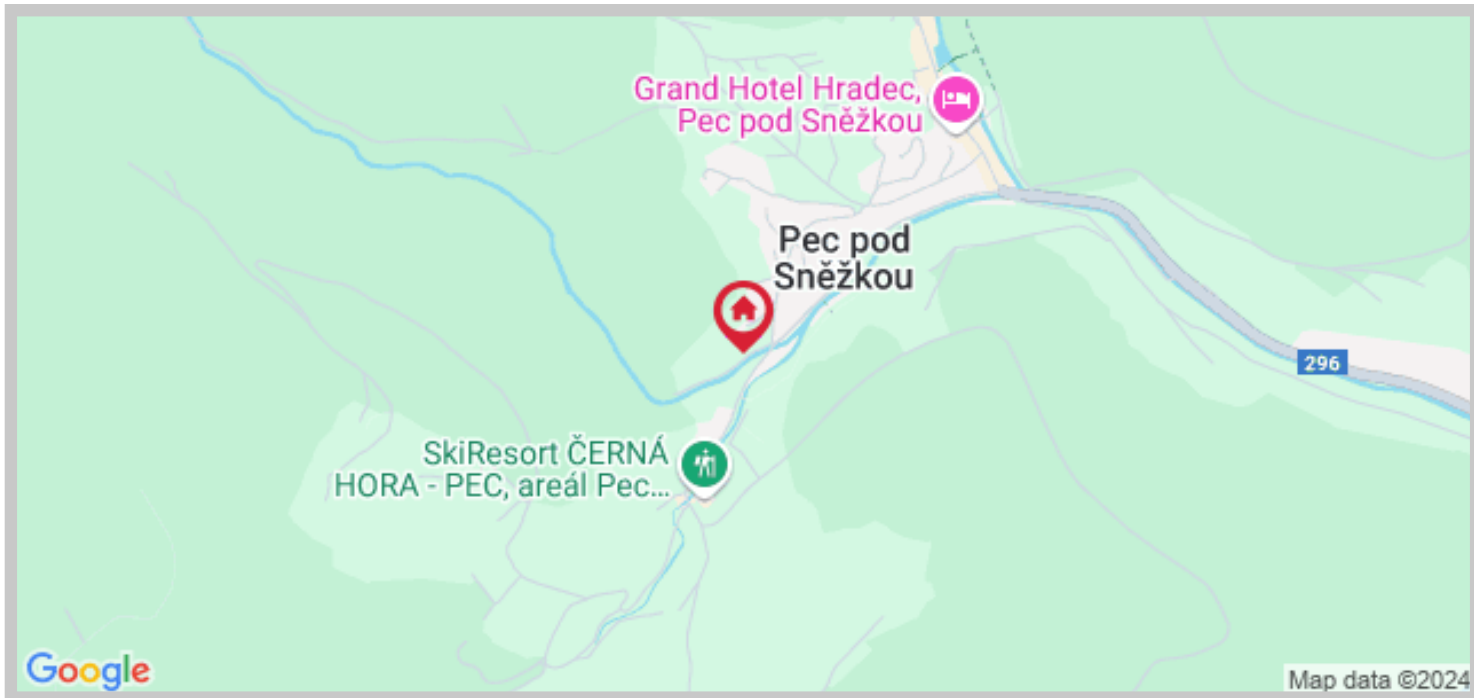 Grand Hotel Hradec,
Pec pod Sněžkou
Pec pod
Sněžkou
296
SkiResort ČERNÁ
HORA - PEC, areál Pec...
Google
Map data ©2024